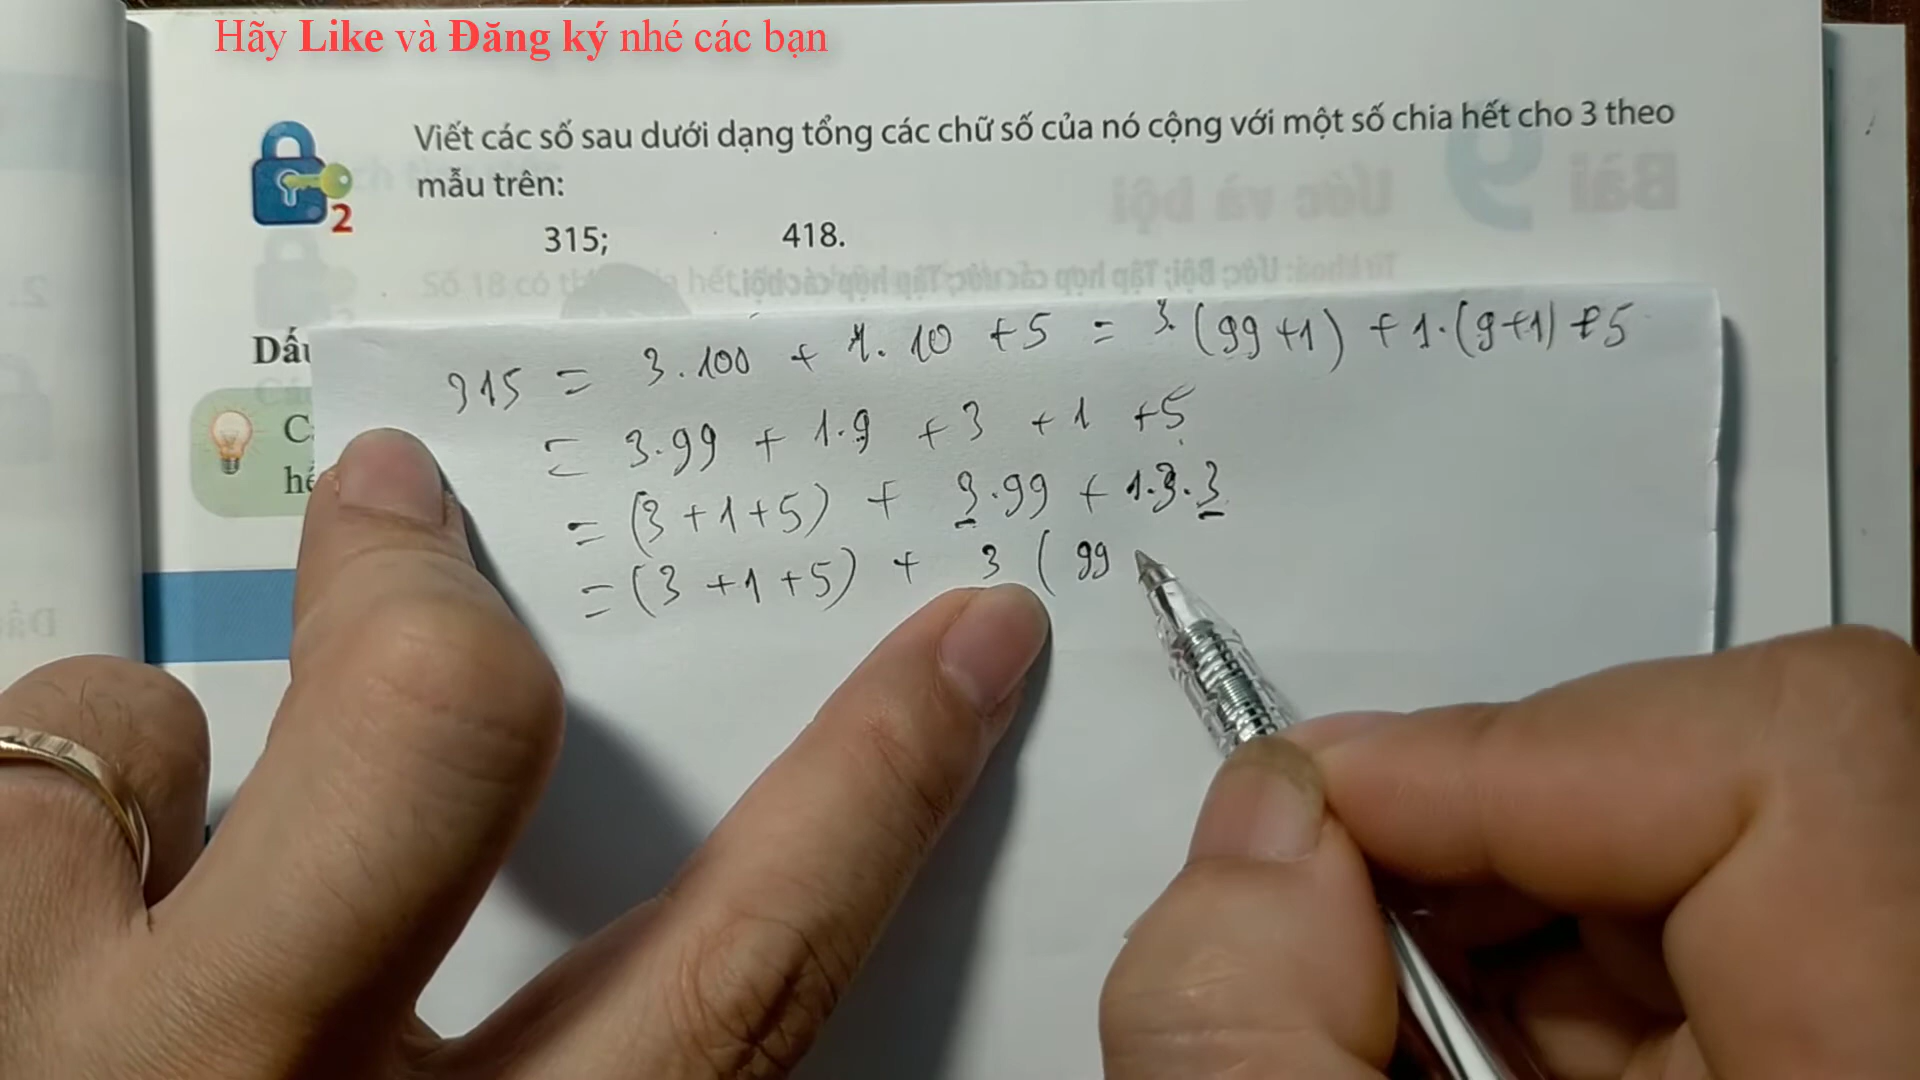 Hãy Like và Đăng ký nhé các bạn
Viết các số sau dưới dạng tổng các chữ số của nó cộng với một số chia hết cho 3 theo
mẫu trên:
2
315; 418.
Dấu
315 = 3.100 + 1.10 + 5 = 3.(99+1) + 1.(9+1) + 5
= 3.99 + 1.9 + 3 + 1 + 5
= (3+1+5) + 3.99 + 1.3.3
= (3+1+5) + 3 (99
C
hế